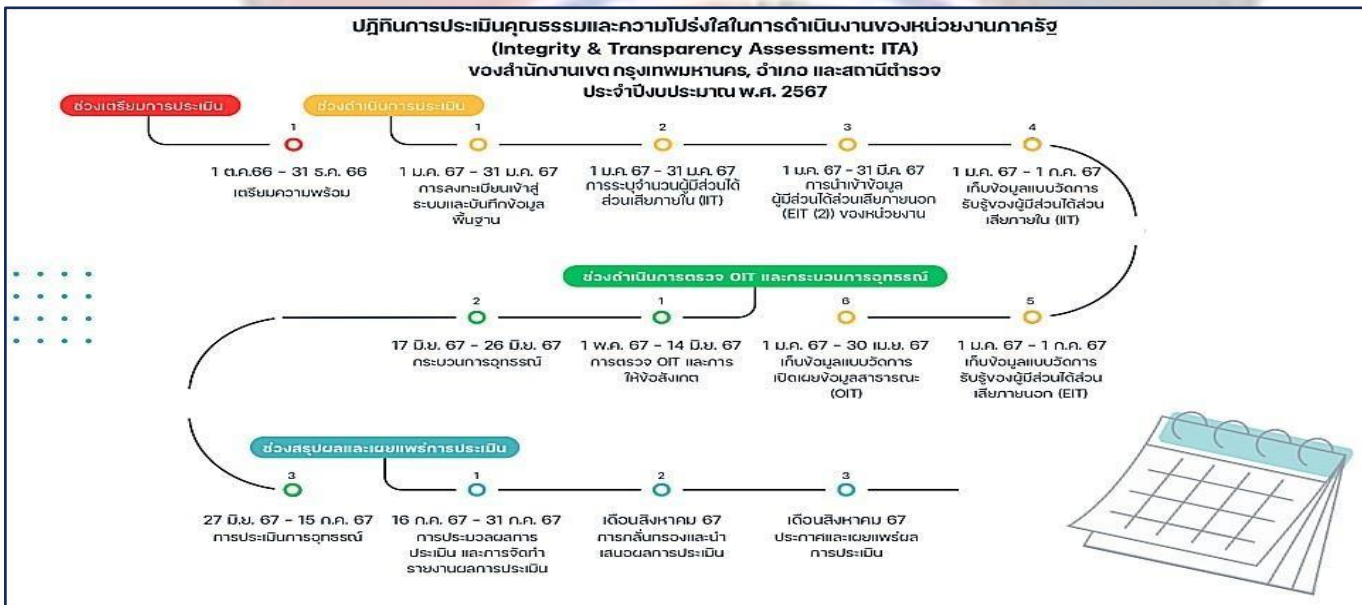 ปฏิทินการประเมินคุณธรรมและความโปร่งใสในการดำเนินงานของหน่วยงานภาครัฐ
(Integrity & Transparency Assessment: ITA)
ของสำนักงานเขต กรุงเทพมหานคร, อำเภอ และสถานีตำรวจ
ประจำปีงบประมาณ พ.ศ. 2567
ช่วงเตรียมการประเมิน
1
1 ต.ค.66 - 31 ธ.ค. 66
เตรียมความพร้อม
ช่วงดำเนินการประเมิน
1
1 ม.ค. 67 - 31 ม.ค. 67
การลงทะเบียนเข้าสู่
ระบบและบันทึกข้อมูล
พื้นฐาน
2
1 ม.ค. 67 - 31 ม.ค. 67
การระบุจำนวนผู้มีส่วนได้
ส่วนเสียภายใน (IIT)
3
1 ม.ค. 67 - 31 มี.ค. 67
การนำเข้าข้อมูล
ผู้มีส่วนได้ส่วนเสียภายนอก
(EIT (2)) ของหน่วยงาน
4
1 ม.ค. 67 - 1 ก.ค. 67
เก็บข้อมูลแบบวัดการ
รับรู้ของผู้มีส่วนได้ส่วน
เสียภายใน (IIT)
5
1 ม.ค. 67 - 1 ก.ค. 67
เก็บข้อมูลแบบวัดการ
รับรู้ของผู้มีส่วนได้ส่วน
เสียภายนอก (EIT)
6
1 ม.ค. 67 - 30 เม.ย. 67
เก็บข้อมูลแบบวัดการ
เปิดเผยข้อมูลสาธารณะ
(OIT)
ช่วงดำเนินการตรวจ OIT และกระบวนการอุทธรณ์
1
1 พ.ค. 67 - 14 มิ.ย. 67
การตรวจ OIT และการ
ให้ข้อสังเกต
2
17 มิ.ย. 67 - 26 มิ.ย. 67
กระบวนการอุทธรณ์
3
27 มิ.ย. 67 - 15 ก.ค. 67
การประเมินการอุทธรณ์
ช่วงสรุปผลและเผยแพร่การประเมิน
1
16 ก.ค. 67 - 31 ก.ค. 67
การประมวลผลการ
ประเมิน และการจัดทำ
รายงานผลการประเมิน
2
เดือนสิงหาคม 67
การกลั่นกรองและนำ
เสนอผลการประเมิน
3
เดือนสิงหาคม 67
ประกาศและเผยแพร่ผล
การประเมิน